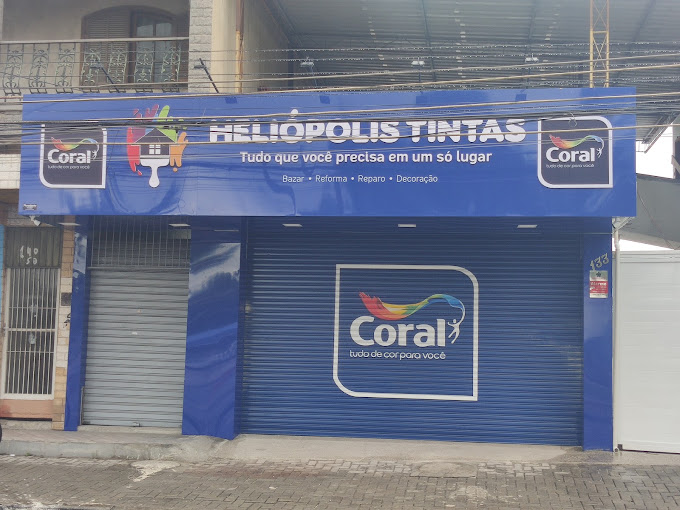 HELIÓPOLIS TINTAS
Tudo que você precisa em um só lugar
Bazar • Reforma • Reparo • Decoração
Coral
tudo de cor para você
Coral
tudo de cor para você
133
Coral
tudo de cor para você